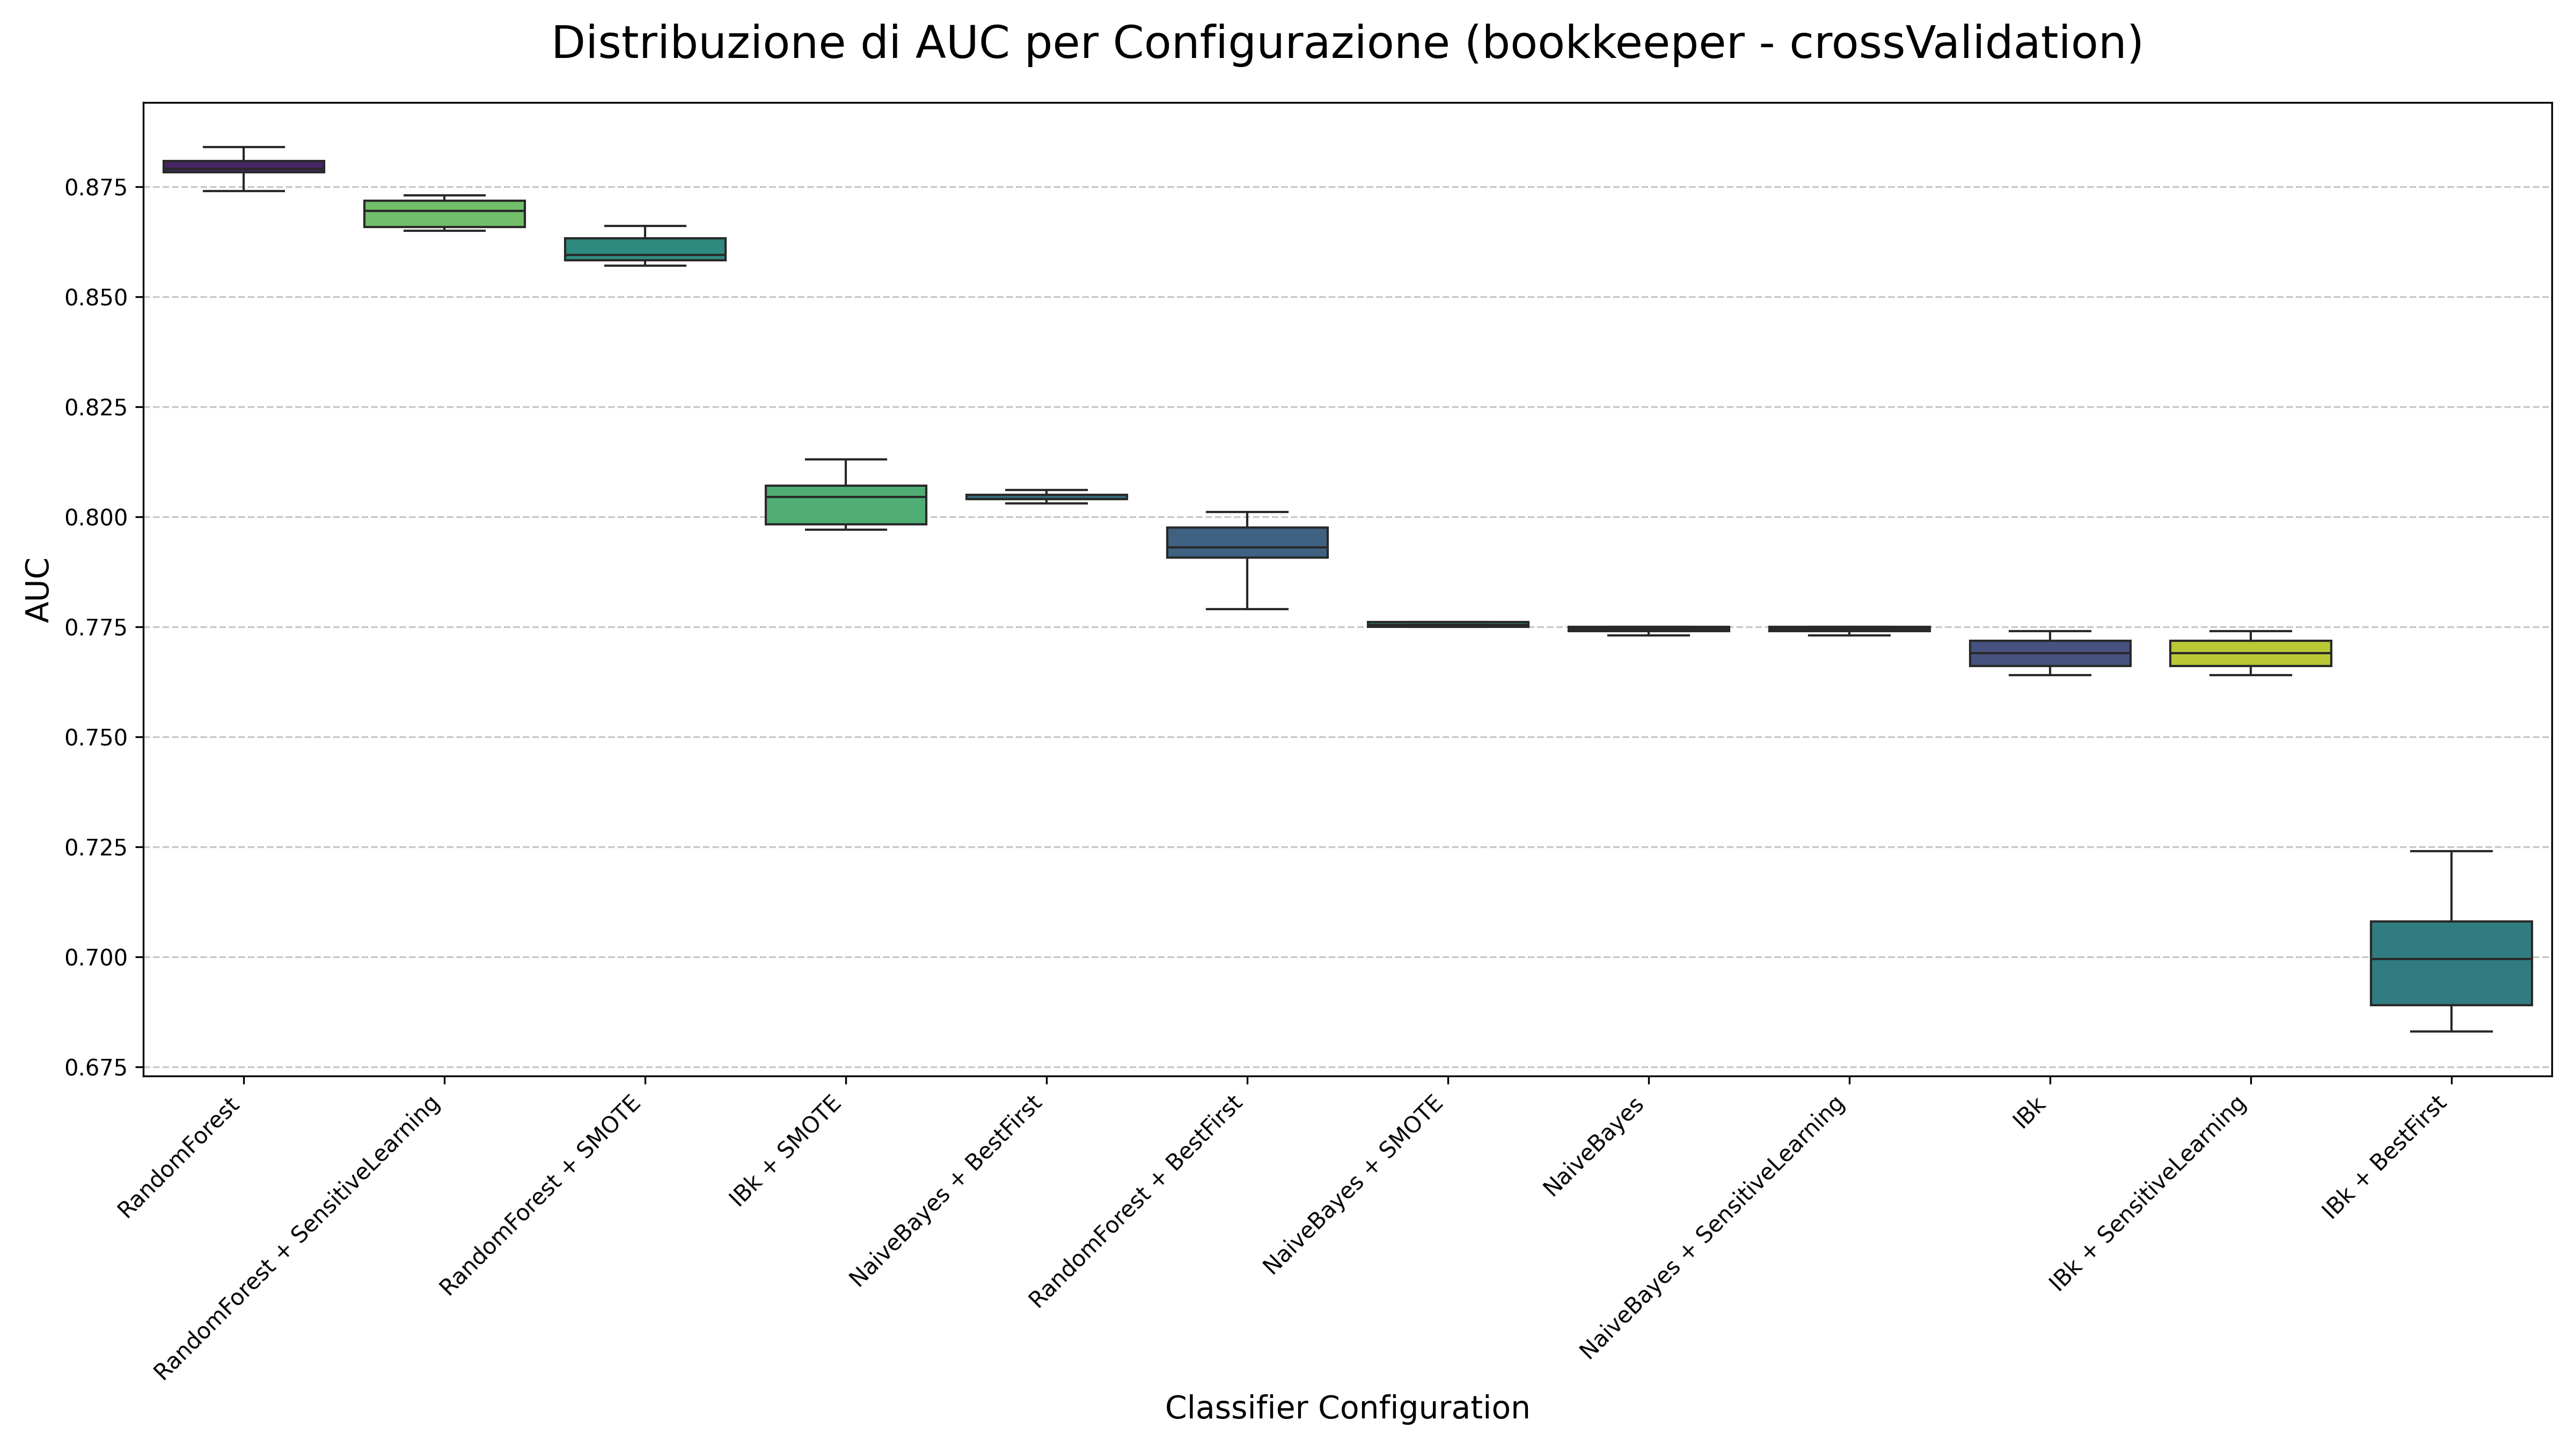 Distribuzione di AUC per Configurazione (bookkeeper - crossValidation)
AUC
0.875
0.850
0.825
0.800
0.775
0.750
0.725
0.700
0.675
RandomForest
RandomForest + SensitiveLearning
RandomForest + SMOTE
IBk + SMOTE
NaiveBayes + BestFirst
RandomForest + BestFirst
NaiveBayes + SMOTE
NaiveBayes
NaiveBayes + SensitiveLearning
IBk
IBk + SensitiveLearning
IBk + BestFirst
Classifier Configuration